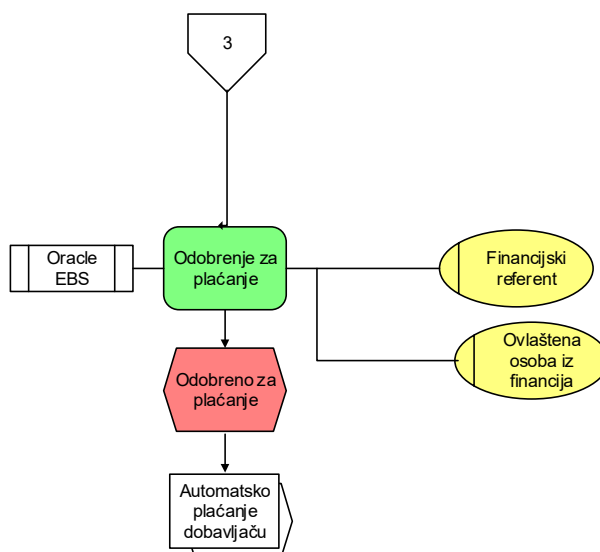 3
Oracle
EBS
Odobrenje za
plaćanje
Financijski
referent
Ovlaštena
osoba iz
financija
Odobreno za
plaćanje
Automatsko
plaćanje
dobavljaču